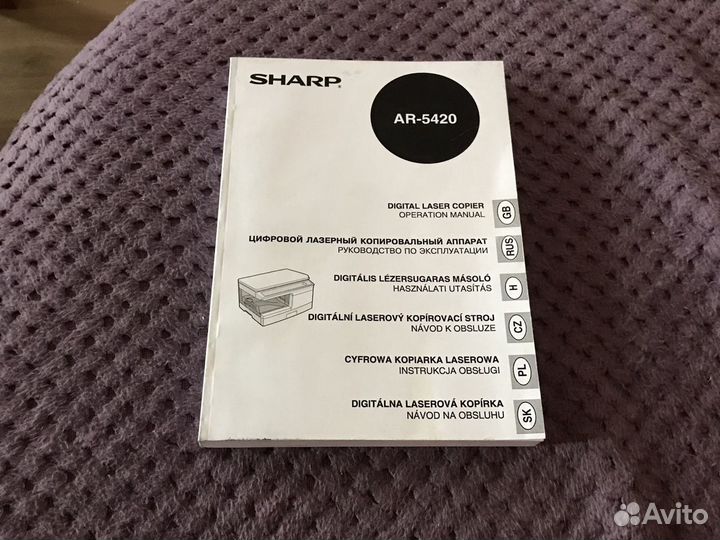 SHARP®
AR-5420
DIGITAL LASER COPIER
OPERATION MANUAL
GB
ЦИФРОВОЙ ЛАЗЕРНЫЙ КОПИРОВАЛЬНЫЙ АППАРАТ
РУКОВОДСТВО ПО ЭКСПЛУАТАЦИИ
RUS
DIGITÁLIS LÉZERSUGARAS MÁSOLÓ
HASZNÁLATI UTASÍTÁS
H
DIGITÁLNÍ LASEROVÝ KOPÍROVACÍ STROJ
NÁVOD K OBSLUZE
CZ
CYFROWA KOPIARKA LASEROWA
INSTRUKCJA OBSŁUGI
PL
DIGITÁLNA LASEROVÁ KOPÍRKA
NÁVOD NA OBSLUHU
SK
Avito